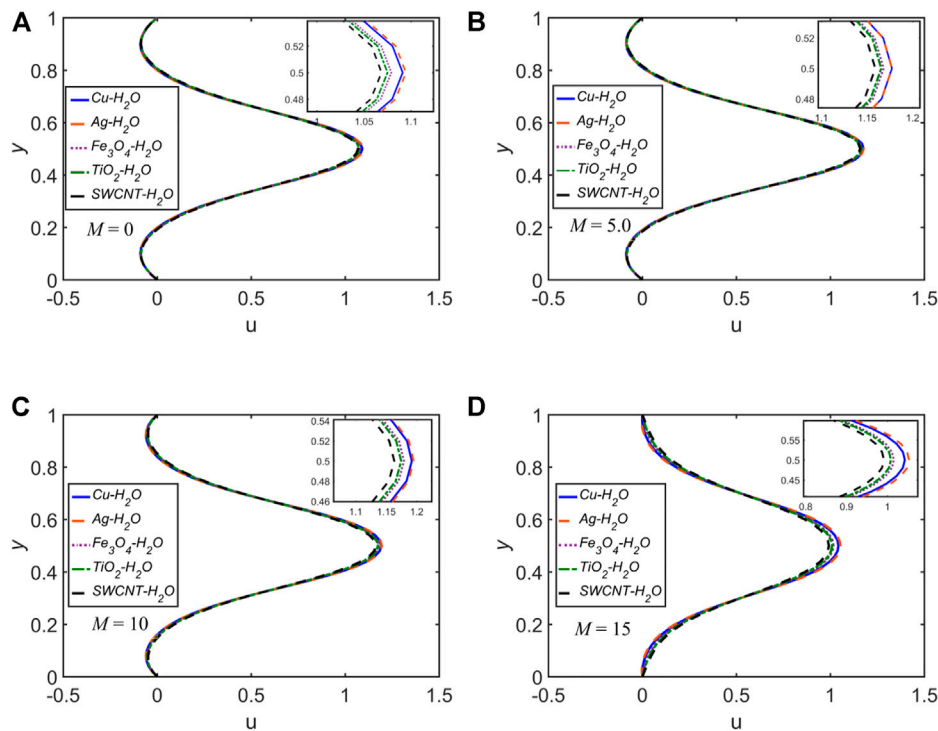 A
1
y
0.8
0.6
0.4
0.2
0
-0.5 0 0.5 1 1.5
u
Cu-H2O
Ag-H2O
Fe3O4-H2O
TiO2-H2O
SWCNT-H2O
M = 0
0.52
0.5
0.48
1 1.05 1.1
B
1
y
0.8
0.6
0.4
0.2
0
-0.5 0 0.5 1 1.5
u
Cu-H2O
Ag-H2O
Fe3O4-H2O
TiO2-H2O
SWCNT-H2O
M = 5.0
0.52
0.5
0.48
1.1 1.15 1.2
C
1
y
0.8
0.6
0.4
0.2
0
-0.5 0 0.5 1 1.5
u
Cu-H2O
Ag-H2O
Fe3O4-H2O
TiO2-H2O
SWCNT-H2O
M = 10
0.54
0.52
0.5
0.48
0.46
1.1 1.15 1.2
D
1
y
0.8
0.6
0.4
0.2
0
-0.5 0 0.5 1 1.5
u
Cu-H2O
Ag-H2O
Fe3O4-H2O
TiO2-H2O
SWCNT-H2O
M = 15
0.55
0.5
0.45
0.8 0.9 1